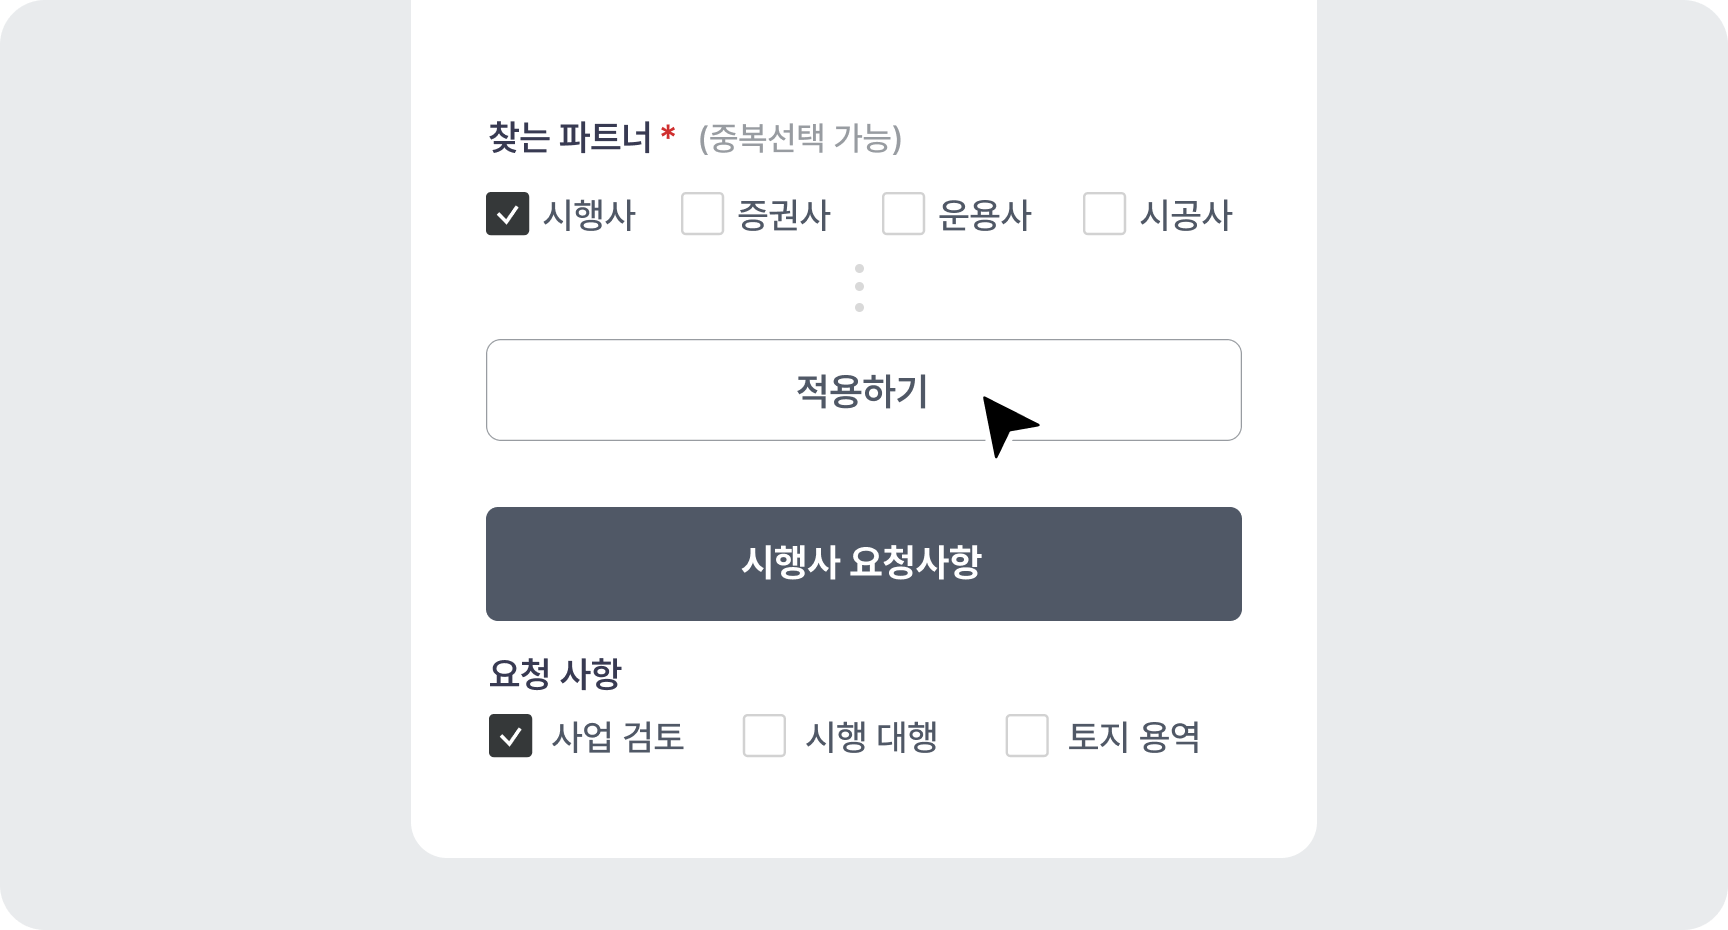 찾는 파트너 * (중복선택 가능)
시행사 증권사 운용사 시공사
적용하기
시행사 요청사항
요청 사항
사업 검토 시행 대행 토지 용역